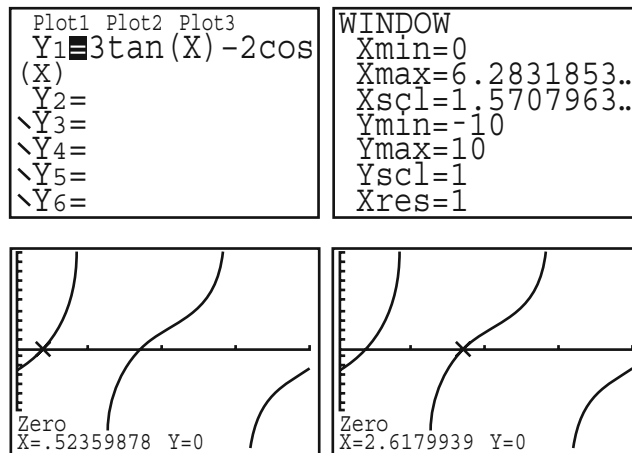 Plot1 Plot2 Plot3
Y1=3tan(X)-2cos
(X)
Y2=
\Y3=
\Y4=
\Y5=
\Y6=
WINDOW
Xmin=0
Xmax=6.2831853…
Xscl=1.5707963…
Ymin=-10
Ymax=10
Yscl=1
Xres=1
Zero
X=.52359878 Y=0
Zero
X=2.6179939 Y=0